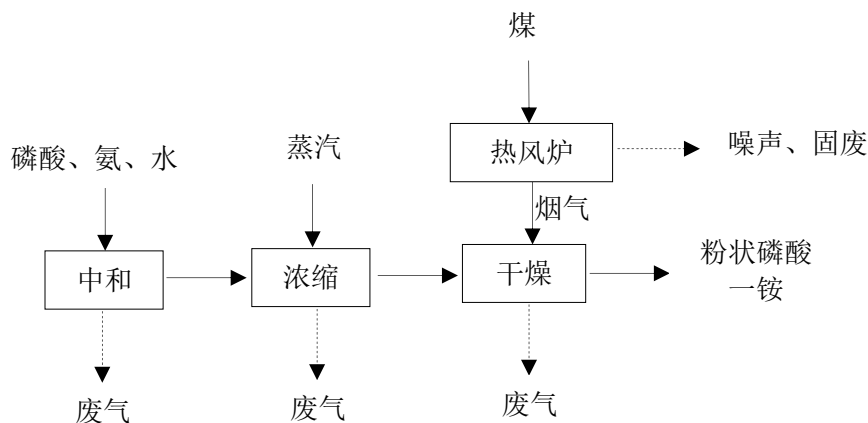 煤
热风炉
噪声、固废
磷酸、氨、水
蒸汽
烟气
中和
浓缩
干燥
粉状磷酸
一铵
废气
废气
废气